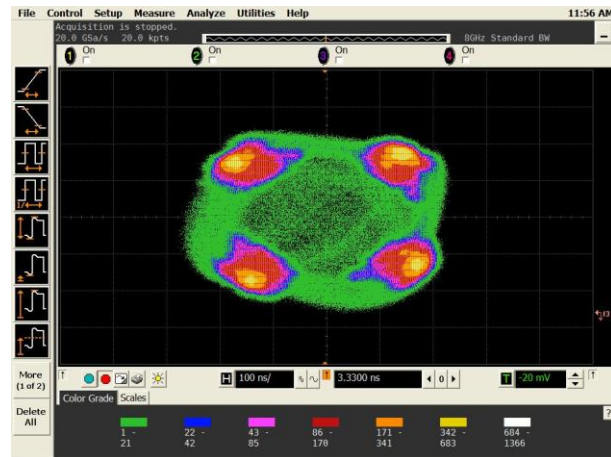 File Control Setup Measure Analyze Utilities Help 11:56 AM
Acquisition is stopped.
20.0 GSa/s 20.0 kpts
8GHz Standard BW
1 On 2 On 3 On 4 On
More
(1 of 2)
Delete
All
H 100 ns/ 3.3300 ns 0 T -20 mV
Color Grade Scales
?
1 - 22 - 43 - 86 - 171 - 342 - 684 -
21 42 85 170 341 683 1366